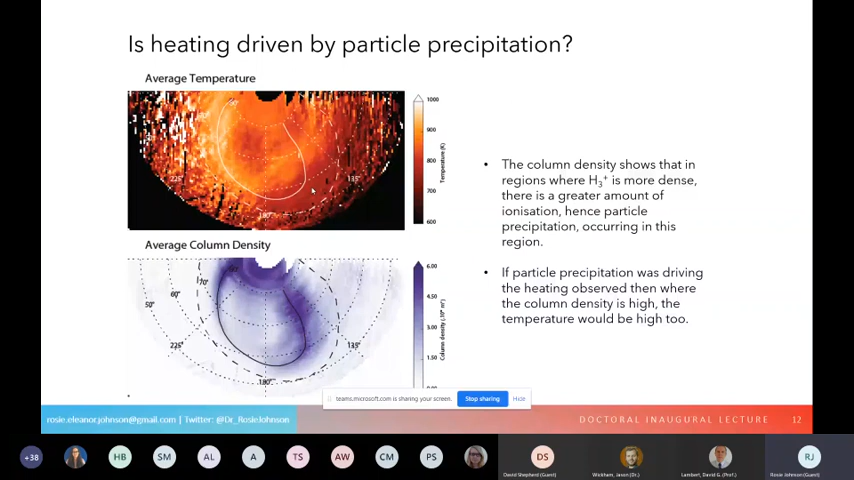 Is heating driven by particle precipitation?
Average Temperature
1000
900
800
700
600
Temperature (K)
225°
135°
180°
Average Column Density
6.00
4.50
3.00
1.50
70°
60°
50°
225°
135°
180°
• The column density shows that in
regions where H₃⁺ is more dense,
there is a greater amount of
ionisation, hence particle
precipitation, occurring in this
region.
• If particle precipitation was driving
the heating observed then where
the column density is high, the
temperature would be high too.
teams.microsoft.com is sharing your screen.
Stop sharing
Hide
rosie.eleanor.johnson@gmail.com | Twitter: @Dr_RosieJohnson
DOCTORAL INAUGURAL LECTURE 12
+38
HB
SM
AL
A
TS
AW
CM
PS
DS
RJ
David Shepherd (Guest)
Wickham, Jason (Dr.)
Lambert, David G. (Prof.)
Rosie Johnson (Guest)